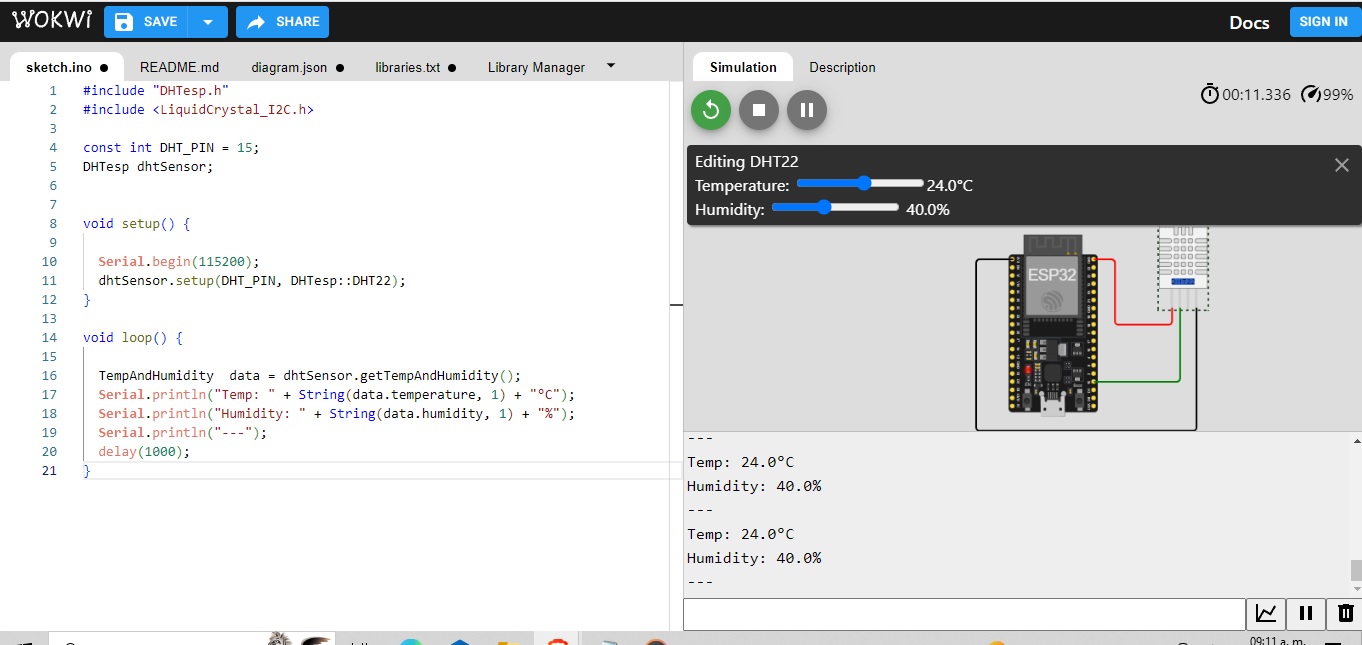 WOKWI SAVE SHARE Docs SIGN IN
sketch.ino ● README.md diagram.json ● libraries.txt ● Library Manager
Simulation Description
00:11.336 99%
1 #include "DHTesp.h"
2 #include <LiquidCrystal_I2C.h>
3
4 const int DHT_PIN = 15;
5 DHTesp dhtSensor;
6
7
8 void setup() {
9
10 Serial.begin(115200);
11 dhtSensor.setup(DHT_PIN, DHTesp::DHT22);
12 }
13
14 void loop() {
15
16 TempAndHumidity  data = dhtSensor.getTempAndHumidity();
17 Serial.println("Temp: " + String(data.temperature, 1) + "°C");
18 Serial.println("Humidity: " + String(data.humidity, 1) + "%");
19 Serial.println("---");
20 delay(1000);
21 }
Editing DHT22
Temperature: 24.0°C
Humidity: 40.0%
ESP32
DHT22
---
Temp: 24.0°C
Humidity: 40.0%
---
Temp: 24.0°C
Humidity: 40.0%
---
09:11 a. m.